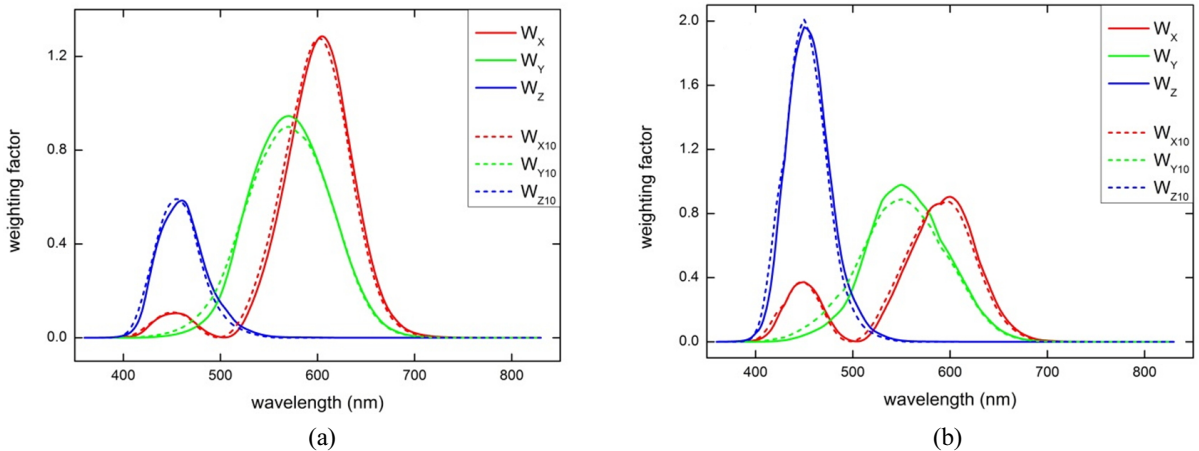 1.2
0.8
0.4
0.0
weighting factor
400 500 600 700 800
wavelength (nm)
W_X
W_Y
W_Z
W_X10
W_Y10
W_Z10
(a)
2.0
1.6
1.2
0.8
0.4
0.0
weighting factor
400 500 600 700 800
wavelength (nm)
W_X
W_Y
W_Z
W_X10
W_Y10
W_Z10
(b)